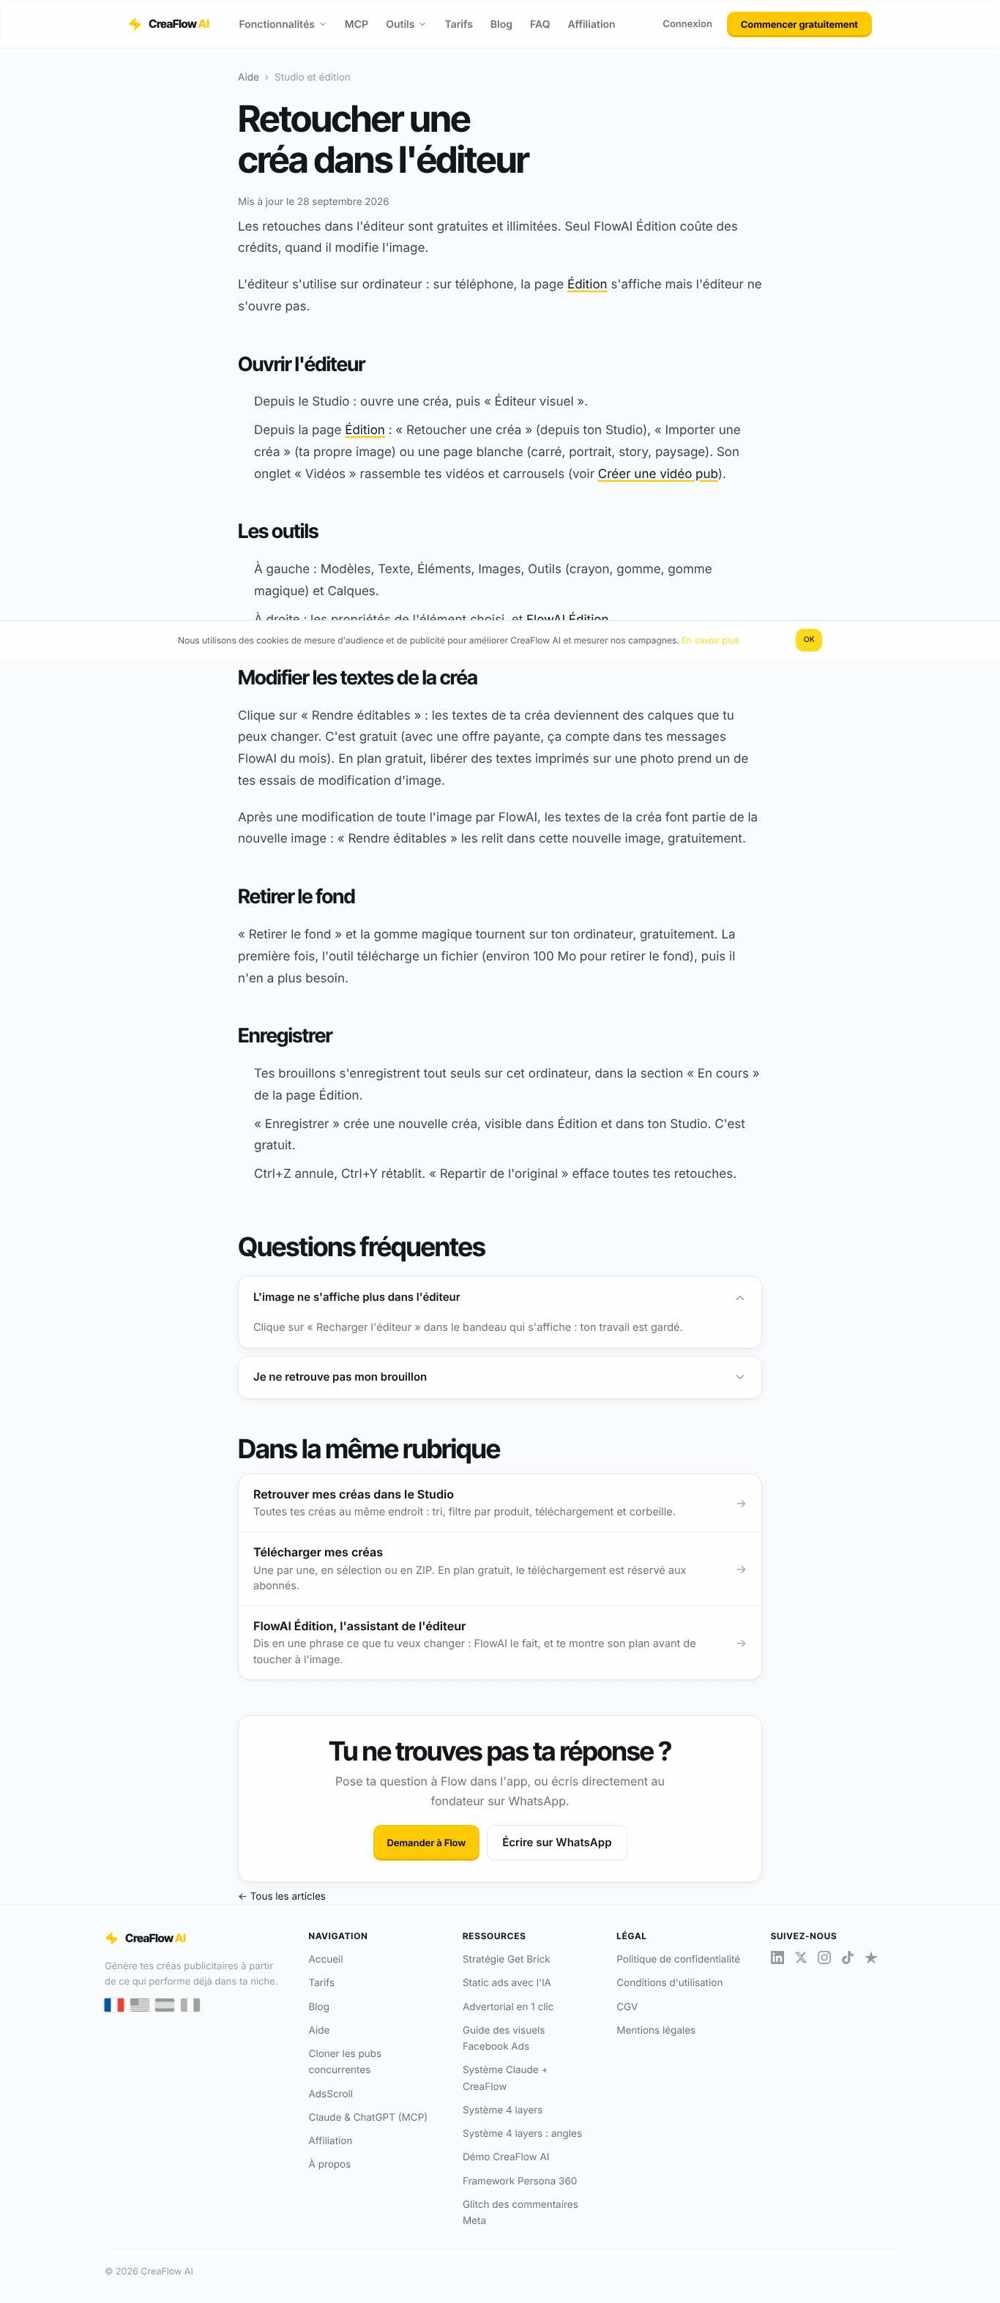 CreaFlow AI
Fonctionnalités
MCP
Outils
Tarifs
Blog
FAQ
Affiliation
Connexion
Commencer gratuitement
Aide › Studio et édition
Retoucher une
créa dans l'éditeur
Mis à jour le 28 septembre 2026
Les retouches dans l'éditeur sont gratuites et illimitées. Seul FlowAI Édition coûte des
crédits, quand il modifie l'image.
L'éditeur s'utilise sur ordinateur : sur téléphone, la page Édition s'affiche mais l'éditeur ne
s'ouvre pas.
Ouvrir l'éditeur
Depuis le Studio : ouvre une créa, puis « Éditeur visuel ».
Depuis la page Édition : « Retoucher une créa » (depuis ton Studio), « Importer une
créa » (ta propre image) ou une page blanche (carré, portrait, story, paysage). Son
onglet « Vidéos » rassemble tes vidéos et carrousels (voir Créer une vidéo pub).
Les outils
À gauche : Modèles, Texte, Éléments, Images, Outils (crayon, gomme, gomme
magique) et Calques.
À droite : les propriétés de l'élément choisi, et FlowAI Édition
Nous utilisons des cookies de mesure d'audience et de publicité pour améliorer CreaFlow AI et mesurer nos campagnes. En savoir plus
OK
Modifier les textes de la créa
Clique sur « Rendre éditables » : les textes de ta créa deviennent des calques que tu
peux changer. C'est gratuit (avec une offre payante, ça compte dans tes messages
FlowAI du mois). En plan gratuit, libérer des textes imprimés sur une photo prend un de
tes essais de modification d'image.
Après une modification de toute l'image par FlowAI, les textes de la créa font partie de la
nouvelle image : « Rendre éditables » les relit dans cette nouvelle image, gratuitement.
Retirer le fond
« Retirer le fond » et la gomme magique tournent sur ton ordinateur, gratuitement. La
première fois, l'outil télécharge un fichier (environ 100 Mo pour retirer le fond), puis il
n'en a plus besoin.
Enregistrer
Tes brouillons s'enregistrent tout seuls sur cet ordinateur, dans la section « En cours »
de la page Édition.
« Enregistrer » crée une nouvelle créa, visible dans Édition et dans ton Studio. C'est
gratuit.
Ctrl+Z annule, Ctrl+Y rétablit. « Repartir de l'original » efface toutes tes retouches.
Questions fréquentes
L'image ne s'affiche plus dans l'éditeur
Clique sur « Recharger l'éditeur » dans le bandeau qui s'affiche : ton travail est gardé.
Je ne retrouve pas mon brouillon
Dans la même rubrique
Retrouver mes créas dans le Studio
Toutes tes créas au même endroit : tri, filtre par produit, téléchargement et corbeille.
→
Télécharger mes créas
Une par une, en sélection ou en ZIP. En plan gratuit, le téléchargement est réservé aux
abonnés.
→
FlowAI Édition, l'assistant de l'éditeur
Dis en une phrase ce que tu veux changer : FlowAI le fait, et te montre son plan avant de
toucher à l'image.
→
Tu ne trouves pas ta réponse ?
Pose ta question à Flow dans l'app, ou écris directement au
fondateur sur WhatsApp.
Demander à Flow
Écrire sur WhatsApp
← Tous les articles
CreaFlow AI
Génère tes créas publicitaires à partir
de ce qui performe déjà dans ta niche.
NAVIGATION
Accueil
Tarifs
Blog
Aide
Cloner les pubs
concurrentes
AdsScroll
Claude & ChatGPT (MCP)
Affiliation
À propos
RESSOURCES
Stratégie Get Brick
Static ads avec l'IA
Advertorial en 1 clic
Guide des visuels
Facebook Ads
Système Claude +
CreaFlow
Système 4 layers
Système 4 layers : angles
Démo CreaFlow AI
Framework Persona 360
Glitch des commentaires
Meta
LÉGAL
Politique de confidentialité
Conditions d'utilisation
CGV
Mentions légales
SUIVEZ-NOUS
© 2026 CreaFlow AI